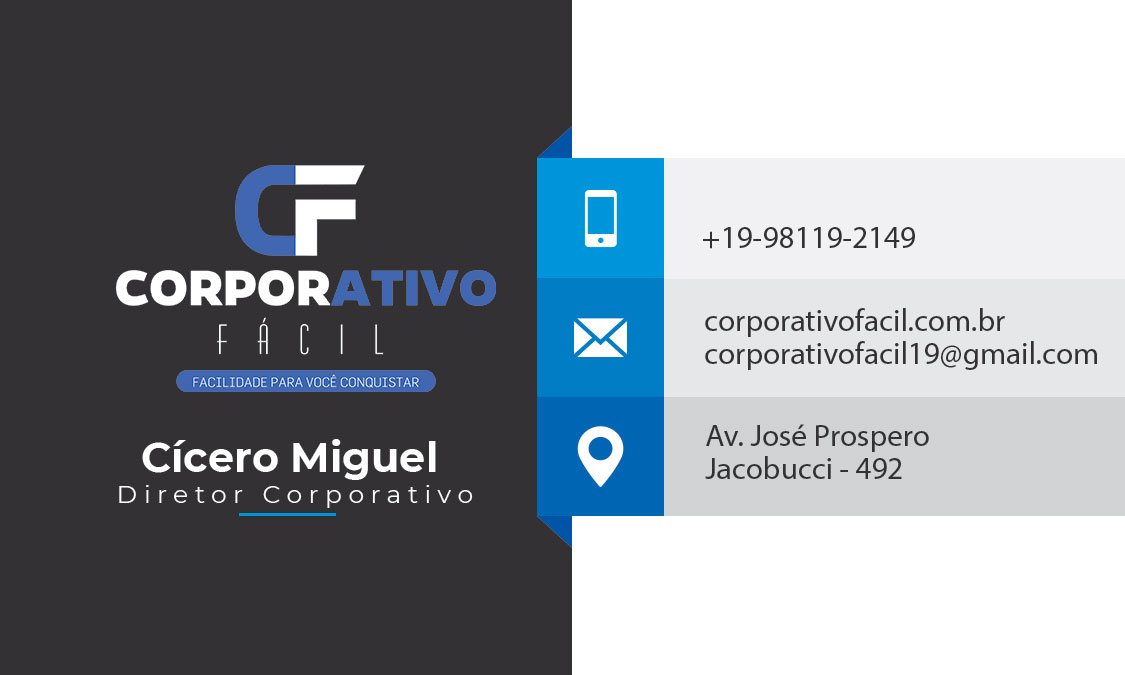 CF
CORPORATIVO
FÁCIL
FACILIDADE PARA VOCÊ CONQUISTAR
Cícero Miguel
Diretor Corporativo
+19-98119-2149
corporativofacil.com.br
corporativofacil19@gmail.com
Av. José Prospero
Jacobucci - 492